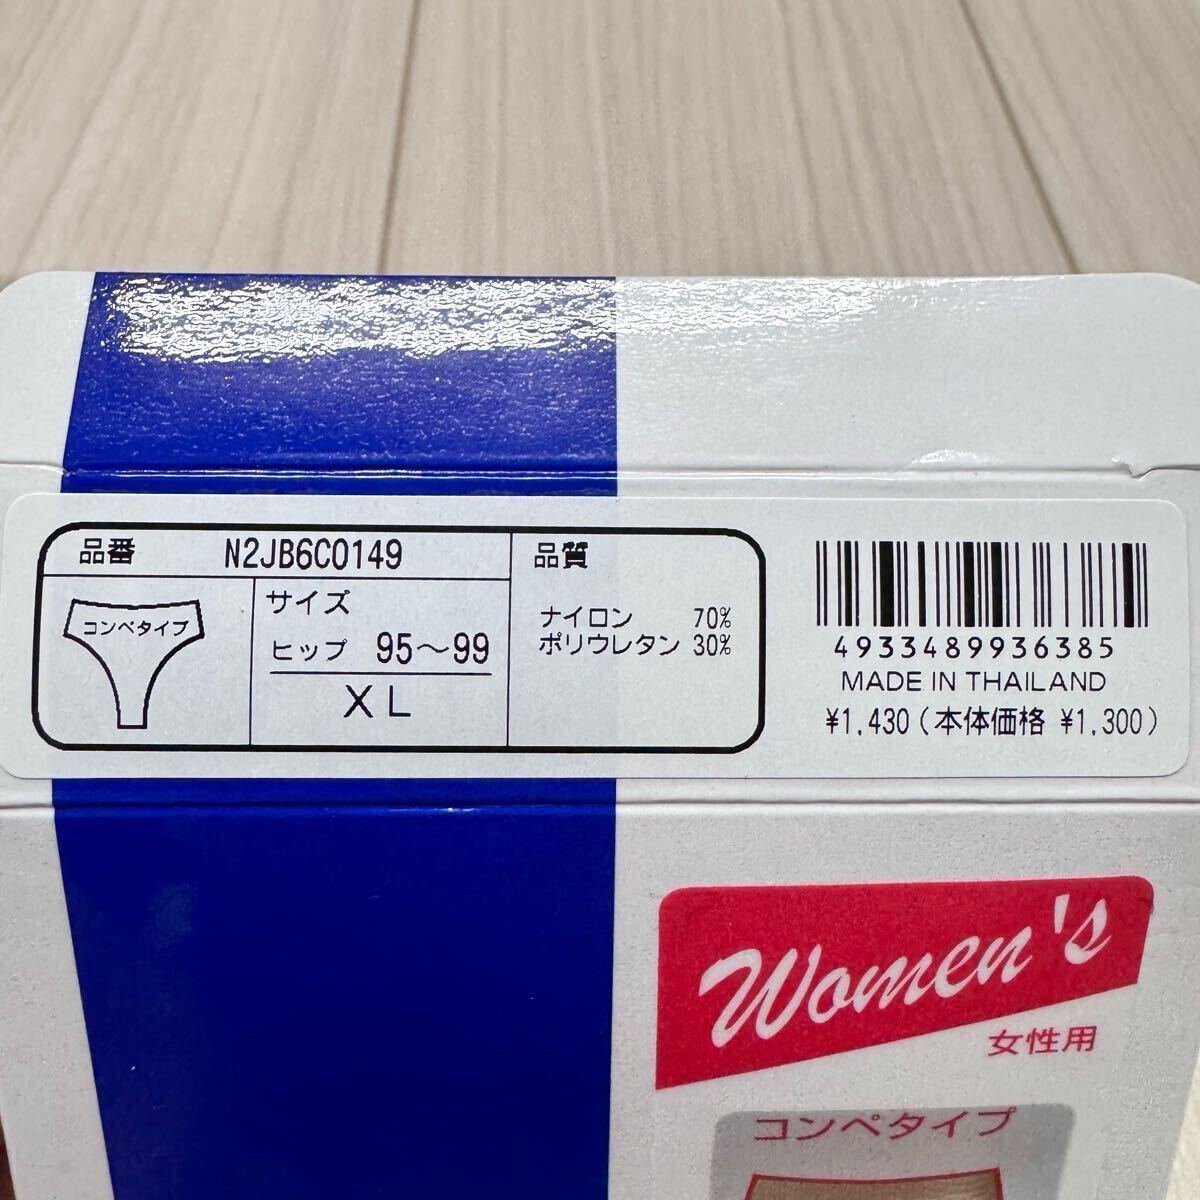 品番 N2JB6C0149
コンペタイプ
サイズ
ヒップ 95～99
XL
品質
ナイロン 70%
ポリウレタン 30%
4933489936385
MADE IN THAILAND
¥1,430(本体価格 ¥1,300)
Women's
女性用
コンペタイプ